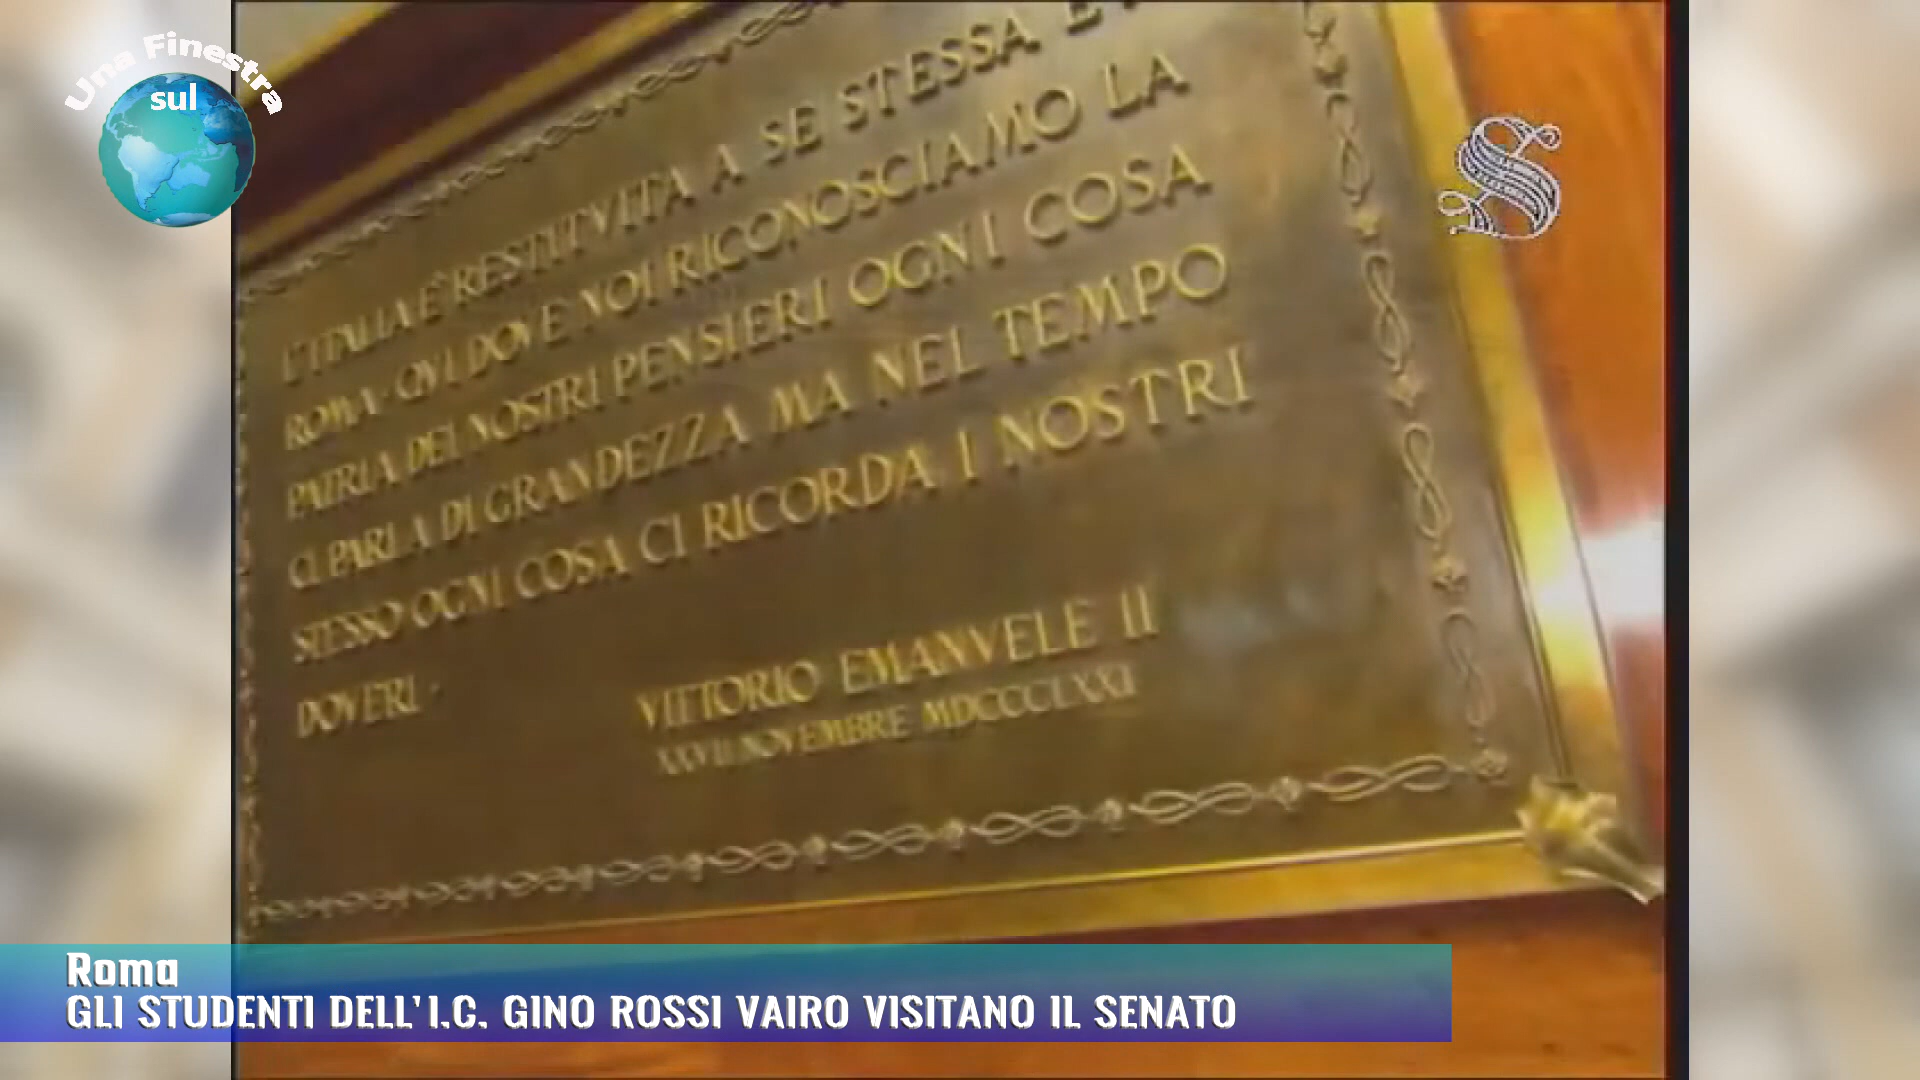 Una Finestra
sul
L'ITALIA È RESTITVITA A SE STESSA E
ROMA · QVI DOVE NOI RICONOSCIAMO LA
PATRIA DEI NOSTRI PENSIERI OGNI COSA
CI PARLA DI GRANDEZZA MA NEL TEMPO
STESSO OGNI COSA CI RICORDA I NOSTRI
DOVERI ·
VITTORIO EMANVELE II
XXVII NOVEMBRE MDCCCLXXI
Roma
GLI STUDENTI DELL'I.C. GINO ROSSI VAIRO VISITANO IL SENATO